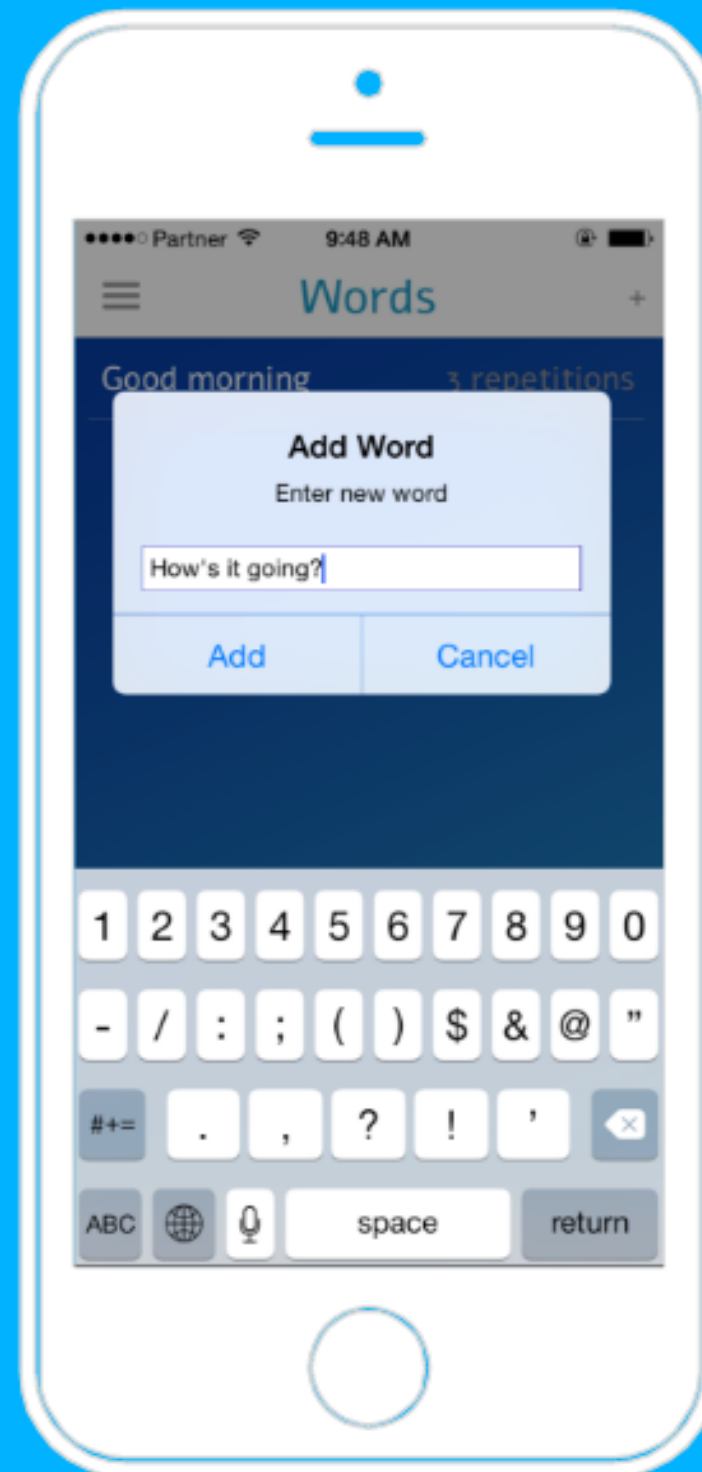 Partner 9:48 AM
Words +
Good morning 3 repetitions
Add Word
Enter new word
How's it going?
Add Cancel
1 2 3 4 5 6 7 8 9 0
- / : ; ( ) $ & @ ”
#+= . , ? ! ’
ABC space return